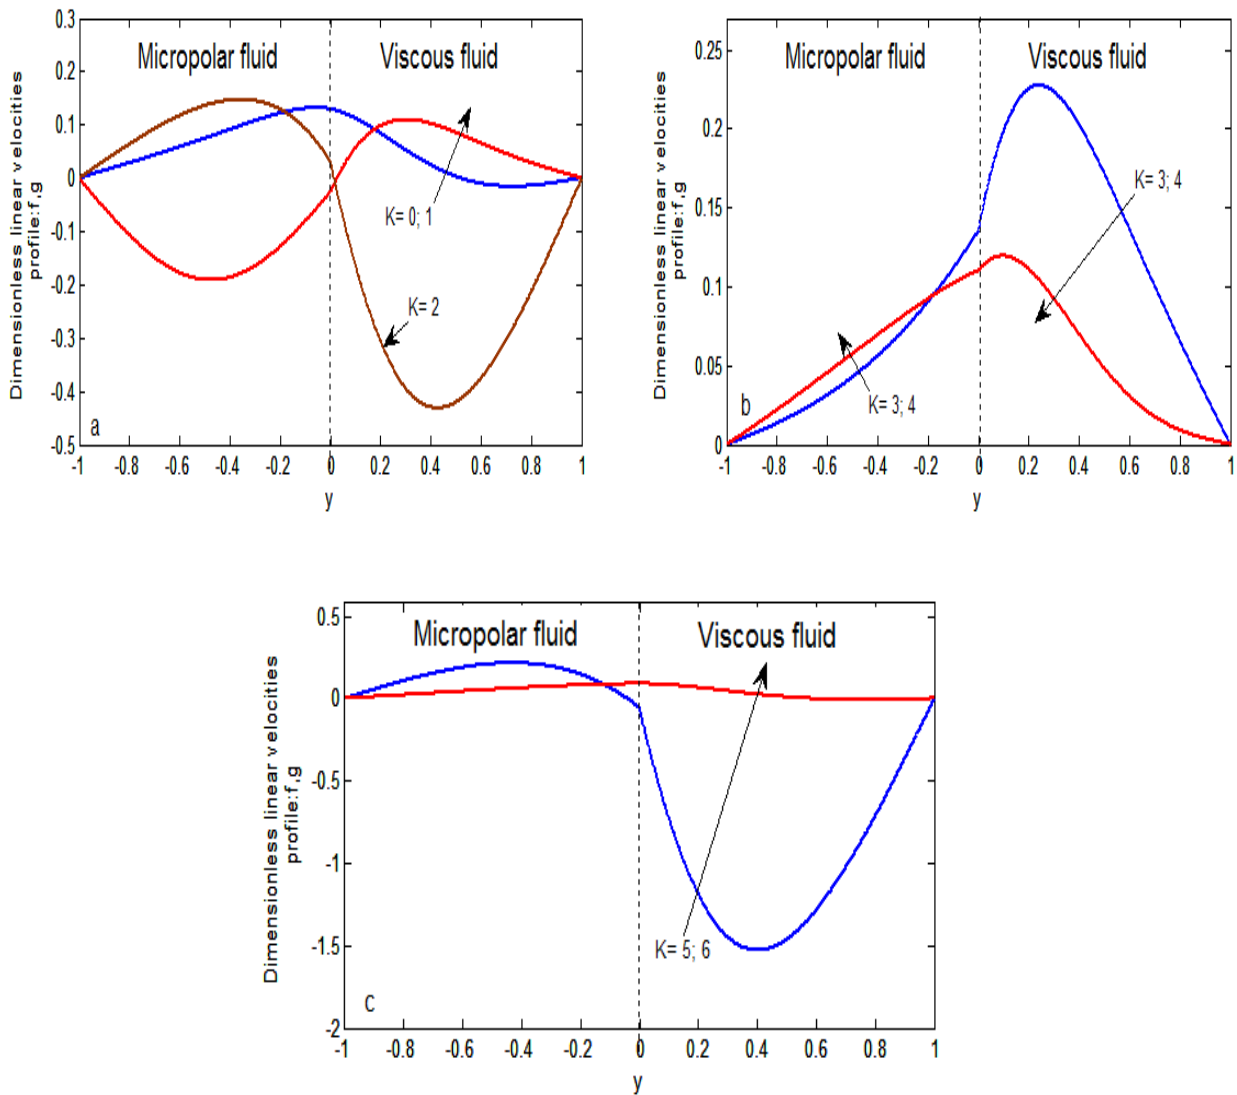 Dimensionless linear velocities
profile:f,g
0.3
0.2
0.1
0
-0.1
-0.2
-0.3
-0.4
-0.5
Micropolar fluid
Viscous fluid
K= 0; 1
K= 2
a
-1 -0.8 -0.6 -0.4 -0.2 0 0.2 0.4 0.6 0.8 1
y
Dimensionless linear velocities
profile:f,g
0.25
0.2
0.15
0.1
0.05
0
Micropolar fluid
Viscous fluid
K= 3; 4
K= 3; 4
b
-1 -0.8 -0.6 -0.4 -0.2 0 0.2 0.4 0.6 0.8 1
y
Dimensionless linear velocities
profile:f,g
0.5
0
-0.5
-1
-1.5
-2
Micropolar fluid
Viscous fluid
K= 5; 6
c
-1 -0.8 -0.6 -0.4 -0.2 0 0.2 0.4 0.6 0.8 1
y